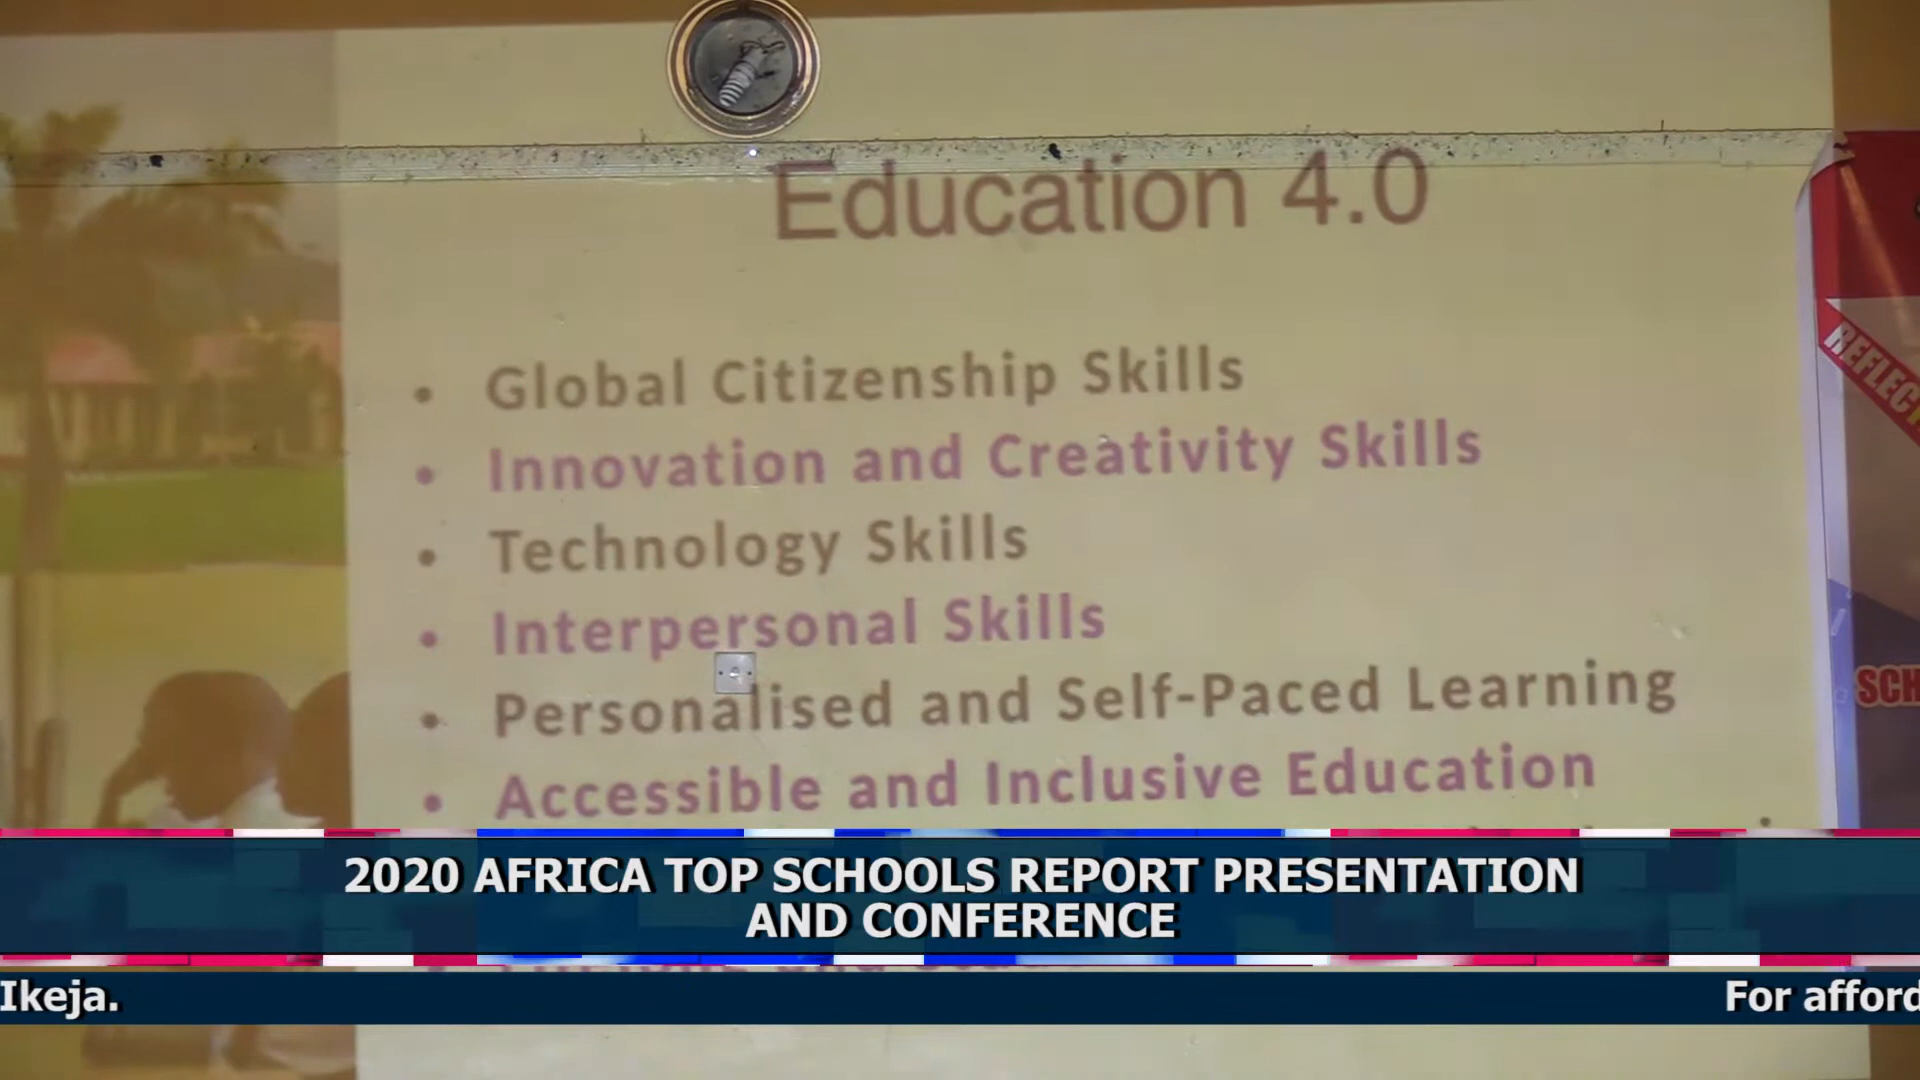 Education 4.0
• Global Citizenship Skills
• Innovation and Creativity Skills
• Technology Skills
• Interpersonal Skills
• Personalised and Self-Paced Learning
• Accessible and Inclusive Education
SCH
2020 AFRICA TOP SCHOOLS REPORT PRESENTATION
AND CONFERENCE
Ikeja.
For afford